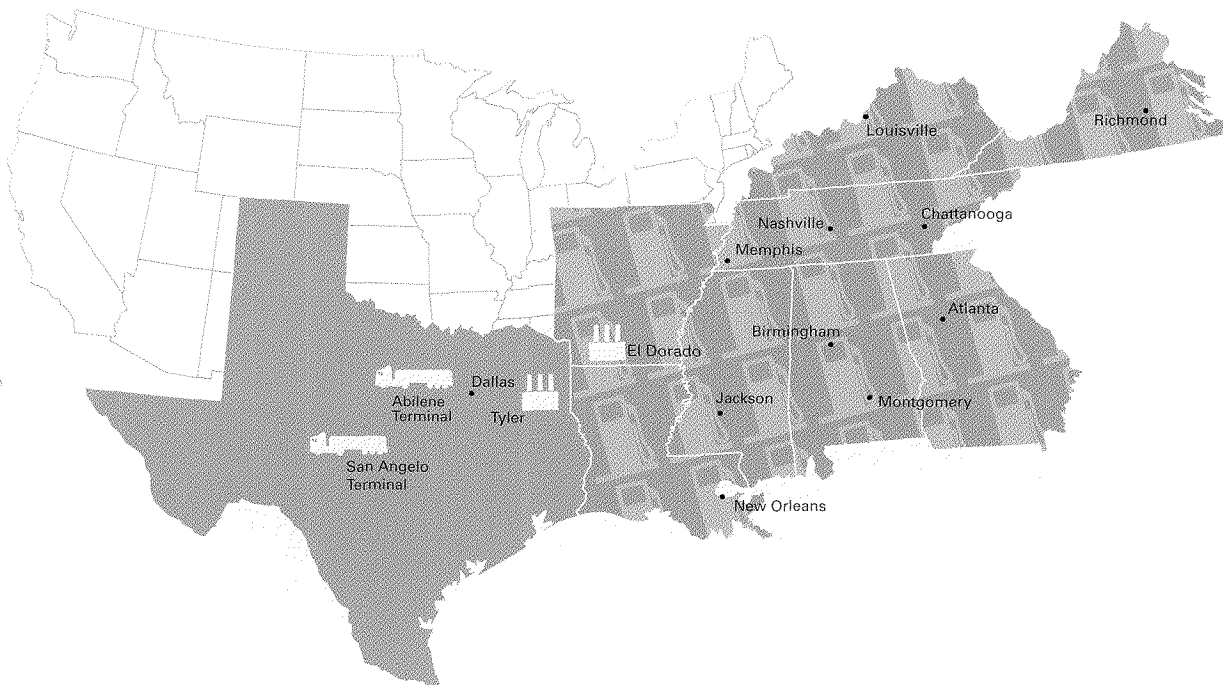 Richmond
Louisville
Chattanooga
Nashville
Memphis
Atlanta
Birmingham
El Dorado
Dallas
Abilene
Terminal
Tyler
Jackson
Montgomery
San Angelo
Terminal
New Orleans